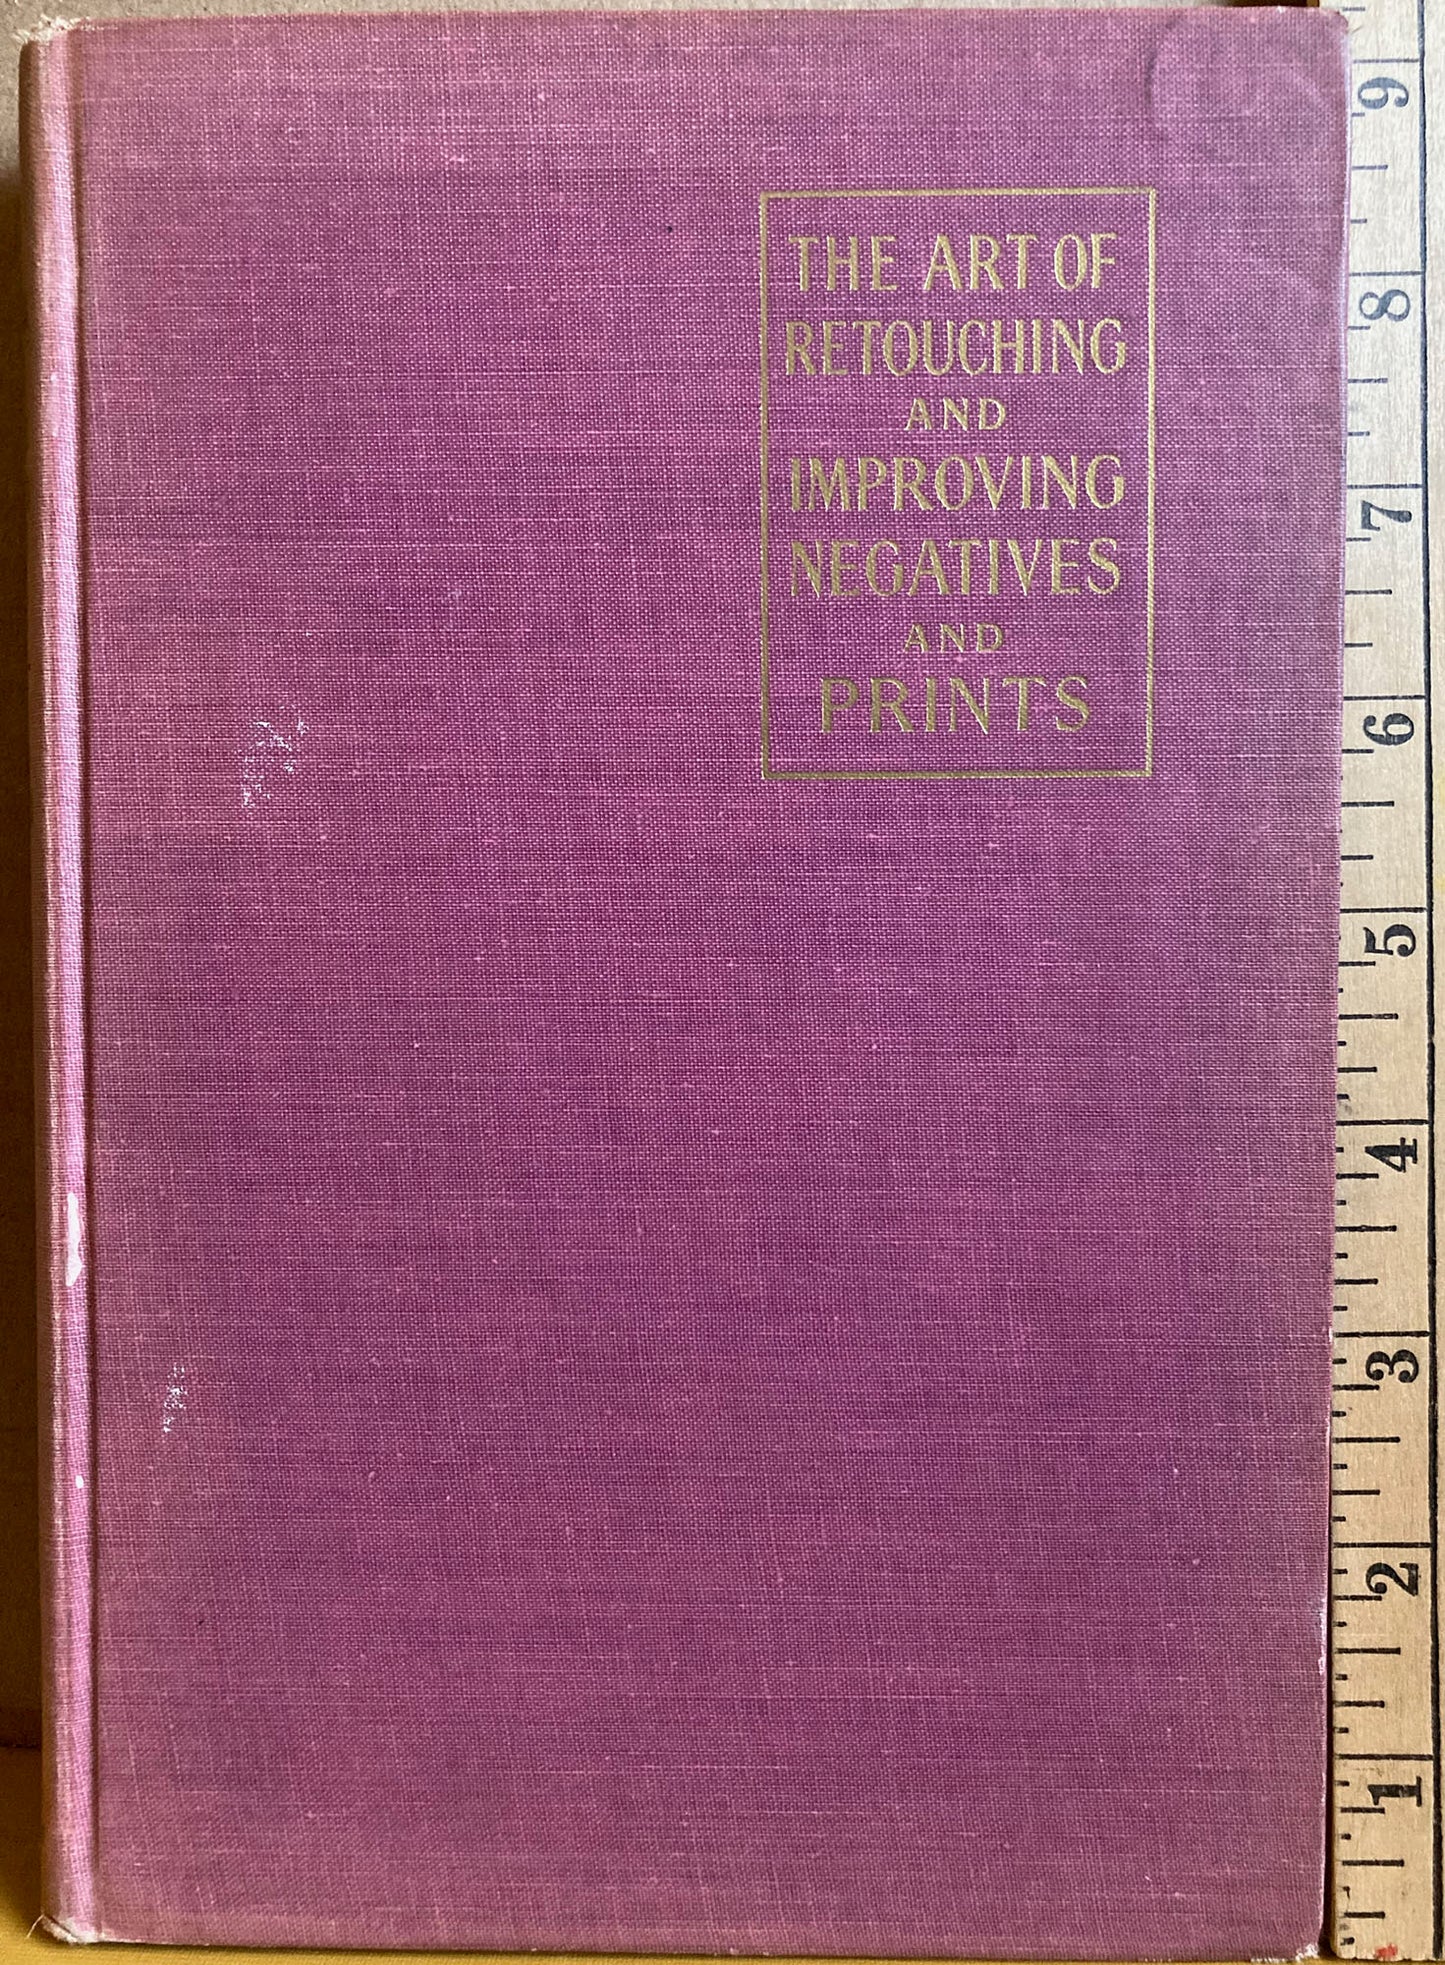 THE ART OF
RETOUCHING
AND
IMPROVING
NEGATIVES
AND
PRINTS
9
8
7
6
5
4
3
2
1